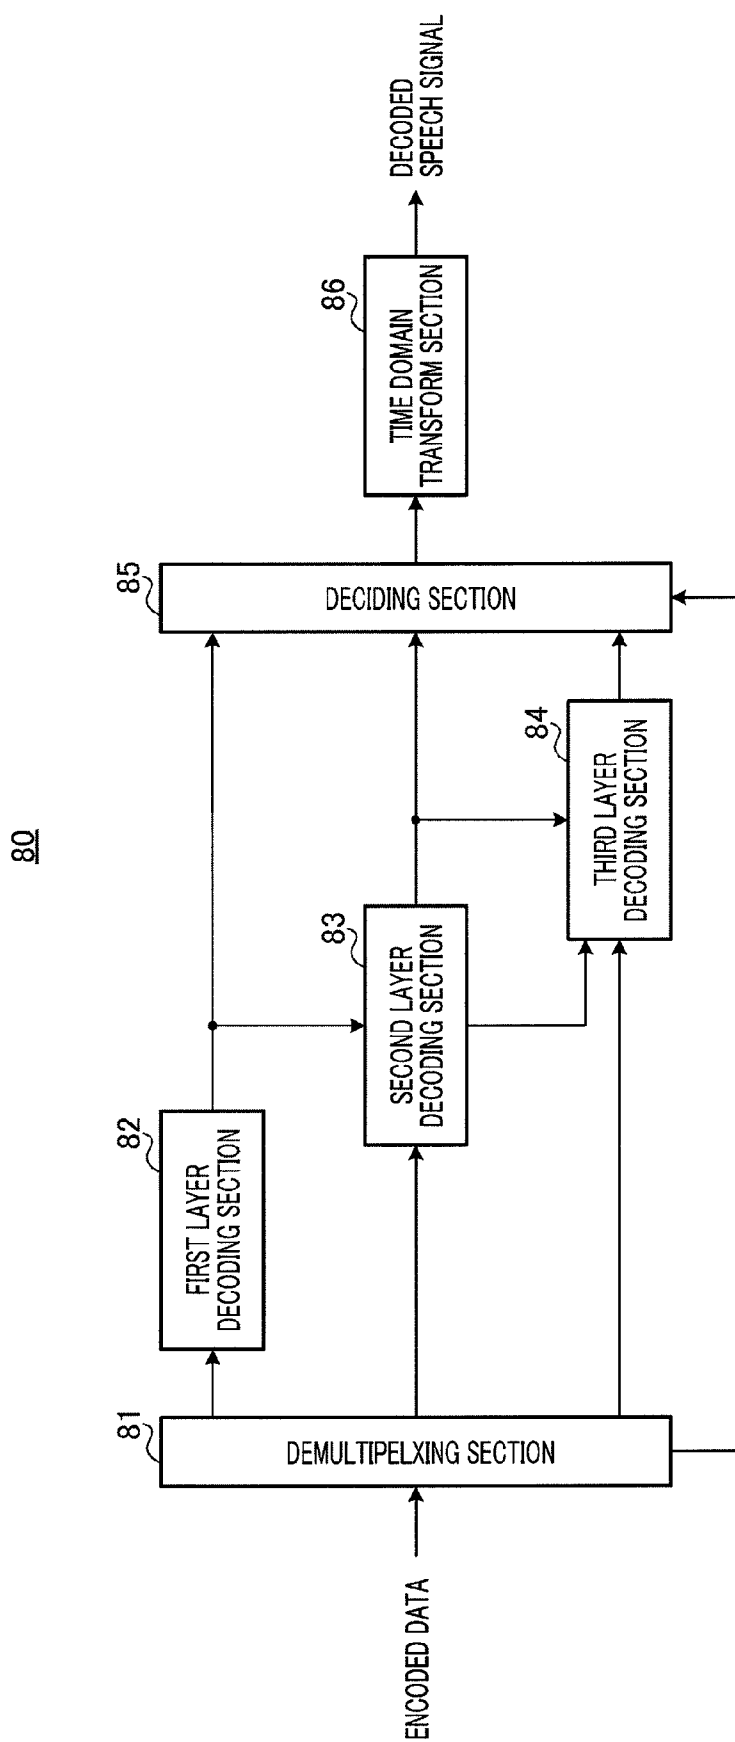 80
ENCODED DATA
81
DEMULTIPELXING SECTION
82
FIRST LAYER
DECODING SECTION
83
SECOND LAYER
DECODING SECTION
84
THIRD LAYER
DECODING SECTION
85
DECIDING SECTION
86
TIME DOMAIN
TRANSFORM SECTION
DECODED
SPEECH SIGNAL